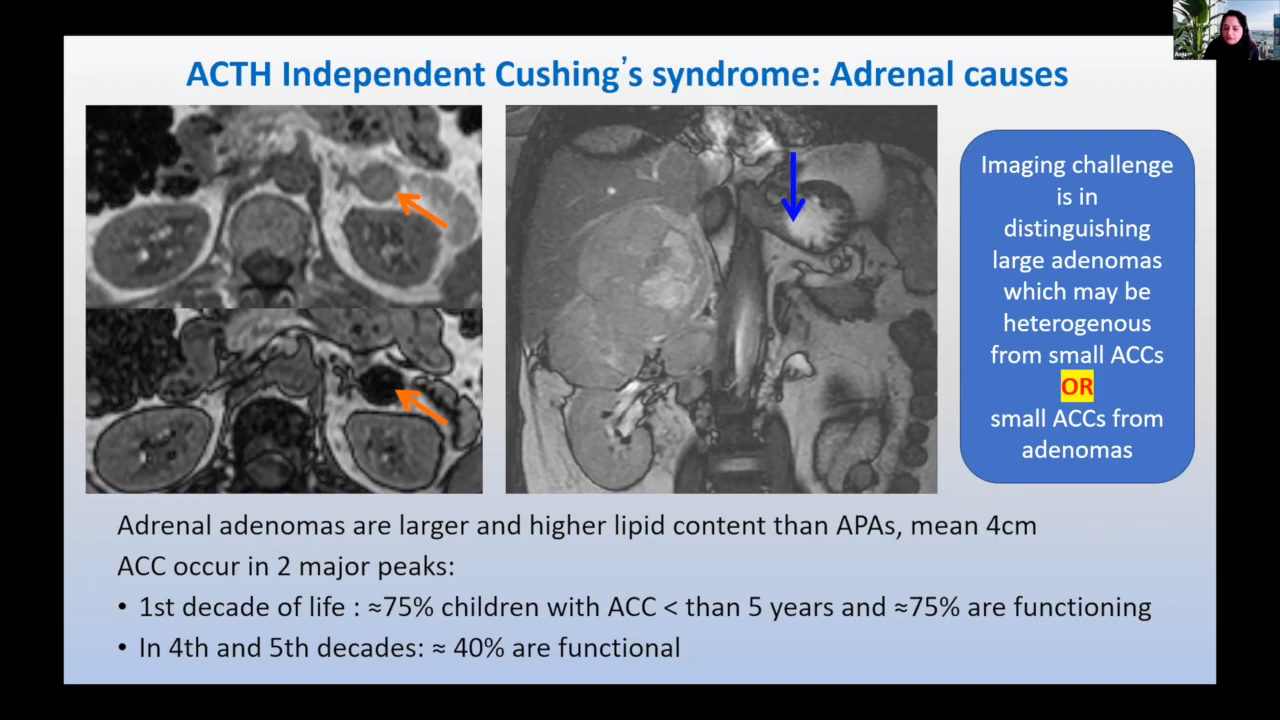 ACTH Independent Cushing's syndrome: Adrenal causes
Imaging challenge
is in
distinguishing
large adenomas
which may be
heterogenous
from small ACCs
OR
small ACCs from
adenomas
Adrenal adenomas are larger and higher lipid content than APAs, mean 4cm
ACC occur in 2 major peaks:
• 1st decade of life : ≈75% children with ACC < than 5 years and ≈75% are functioning
• In 4th and 5th decades: ≈ 40% are functional